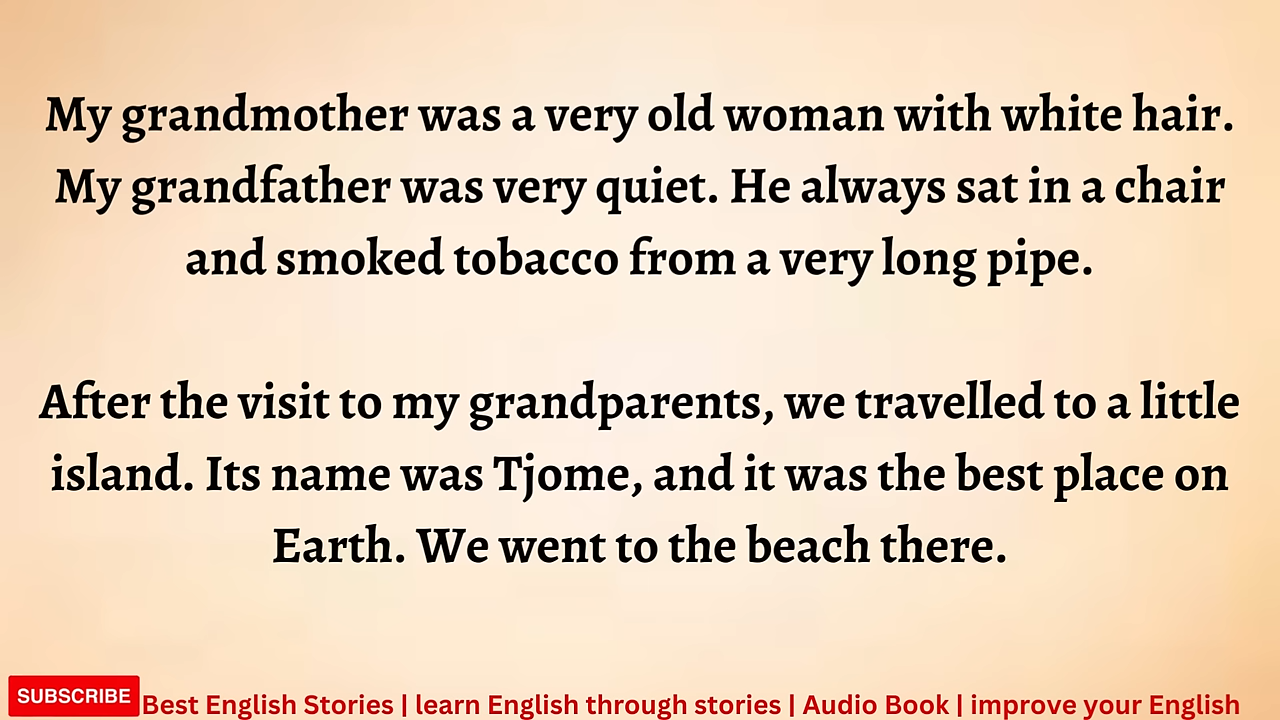 My grandmother was a very old woman with white hair.
My grandfather was very quiet. He always sat in a chair
and smoked tobacco from a very long pipe.
After the visit to my grandparents, we travelled to a little
island. Its name was Tjome, and it was the best place on
Earth. We went to the beach there.
SUBSCRIBE Best English Stories | learn English through stories | Audio Book | improve your English